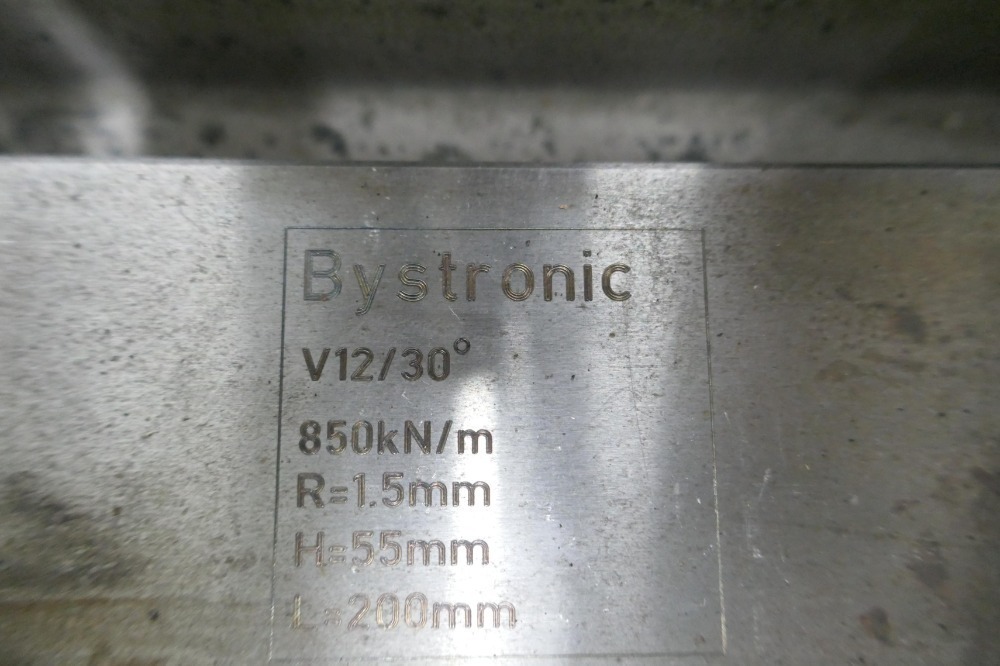 Bystronic
V12/30°
850kN/m
R=1.5mm
H=55mm
L=200mm